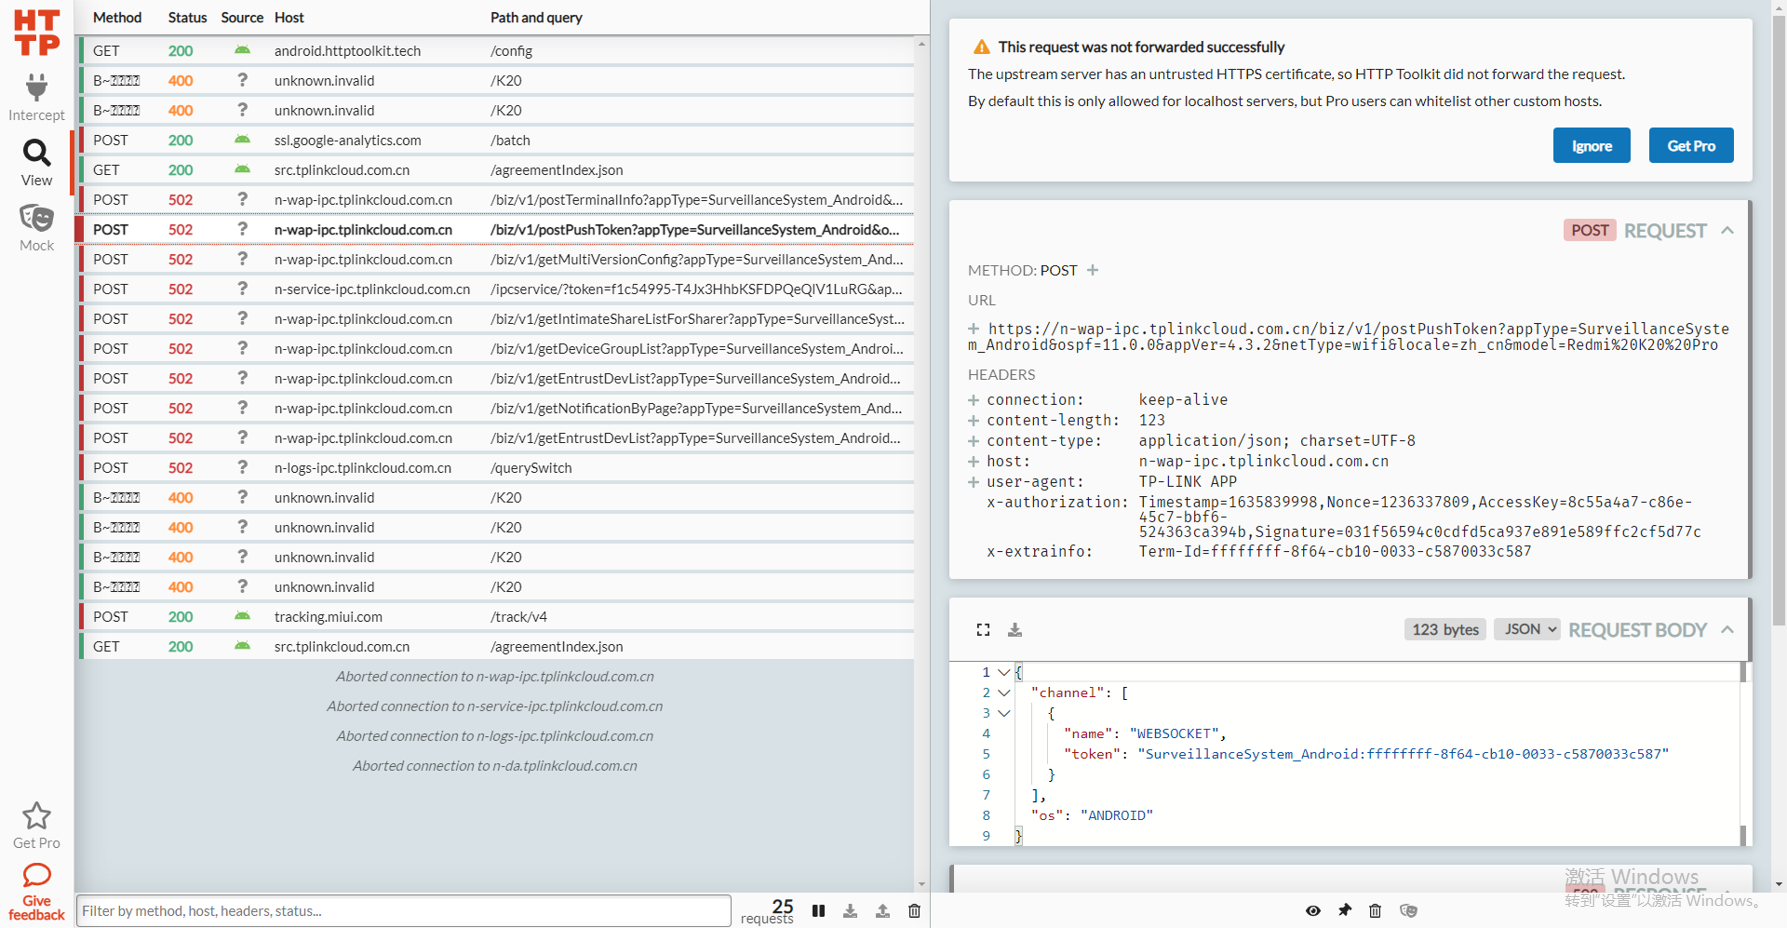 HT
TP
Intercept
View
Mock
Get Pro
Give
feedback
Method Status Source Host Path and query
GET 200 android.httptoolkit.tech /config
B~ 400 ? unknown.invalid /K20
B~ 400 ? unknown.invalid /K20
POST 200 ssl.google-analytics.com /batch
GET 200 src.tplinkcloud.com.cn /agreementIndex.json
POST 502 ? n-wap-ipc.tplinkcloud.com.cn /biz/v1/postTerminalInfo?appType=SurveillanceSystem_Android&...
POST 502 ? n-wap-ipc.tplinkcloud.com.cn /biz/v1/postPushToken?appType=SurveillanceSystem_Android&o...
POST 502 ? n-wap-ipc.tplinkcloud.com.cn /biz/v1/getMultiVersionConfig?appType=SurveillanceSystem_And...
POST 502 ? n-service-ipc.tplinkcloud.com.cn /ipcservice/?token=f1c54995-T4Jx3HhbKSFDPQeQlV1LuRG&ap...
POST 502 ? n-wap-ipc.tplinkcloud.com.cn /biz/v1/getIntimateShareListForSharer?appType=SurveillanceSyst...
POST 502 ? n-wap-ipc.tplinkcloud.com.cn /biz/v1/getDeviceGroupList?appType=SurveillanceSystem_Androi...
POST 502 ? n-wap-ipc.tplinkcloud.com.cn /biz/v1/getEntrustDevList?appType=SurveillanceSystem_Android...
POST 502 ? n-wap-ipc.tplinkcloud.com.cn /biz/v1/getNotificationByPage?appType=SurveillanceSystem_And...
POST 502 ? n-wap-ipc.tplinkcloud.com.cn /biz/v1/getEntrustDevList?appType=SurveillanceSystem_Android...
POST 502 ? n-logs-ipc.tplinkcloud.com.cn /querySwitch
B~ 400 ? unknown.invalid /K20
B~ 400 ? unknown.invalid /K20
B~ 400 ? unknown.invalid /K20
B~ 400 ? unknown.invalid /K20
POST 200 tracking.miui.com /track/v4
GET 200 src.tplinkcloud.com.cn /agreementIndex.json
Aborted connection to n-wap-ipc.tplinkcloud.com.cn
Aborted connection to n-service-ipc.tplinkcloud.com.cn
Aborted connection to n-logs-ipc.tplinkcloud.com.cn
Aborted connection to n-da.tplinkcloud.com.cn
Filter by method, host, headers, status...
25
requests
This request was not forwarded successfully
The upstream server has an untrusted HTTPS certificate, so HTTP Toolkit did not forward the request.
By default this is only allowed for localhost servers, but Pro users can whitelist other custom hosts.
Ignore Get Pro
POST REQUEST
METHOD: POST +
URL
+ https://n-wap-ipc.tplinkcloud.com.cn/biz/v1/postPushToken?appType=SurveillanceSyste
m_Android&ospf=11.0.0&appVer=4.3.2&netType=wifi&locale=zh_cn&model=Redmi%20K20%20Pro
HEADERS
+ connection: keep-alive
+ content-length: 123
+ content-type: application/json; charset=UTF-8
+ host: n-wap-ipc.tplinkcloud.com.cn
+ user-agent: TP-LINK APP
x-authorization: Timestamp=1635839998,Nonce=1236337809,AccessKey=8c55a4a7-c86e-
45c7-bbf6-
524363ca394b,Signature=031f56594c0cdfd5ca937e891e589ffc2cf5d77c
x-extrainfo: Term-Id=ffffffff-8f64-cb10-0033-c5870033c587
123 bytes JSON REQUEST BODY
1 {
2 "channel": [
3 {
4 "name": "WEBSOCKET",
5 "token": "SurveillanceSystem_Android:ffffffff-8f64-cb10-0033-c5870033c587"
6 }
7 ],
8 "os": "ANDROID"
9 }
激活 Windows
502 RESPONSE
转到"设置"以激活 Windows。